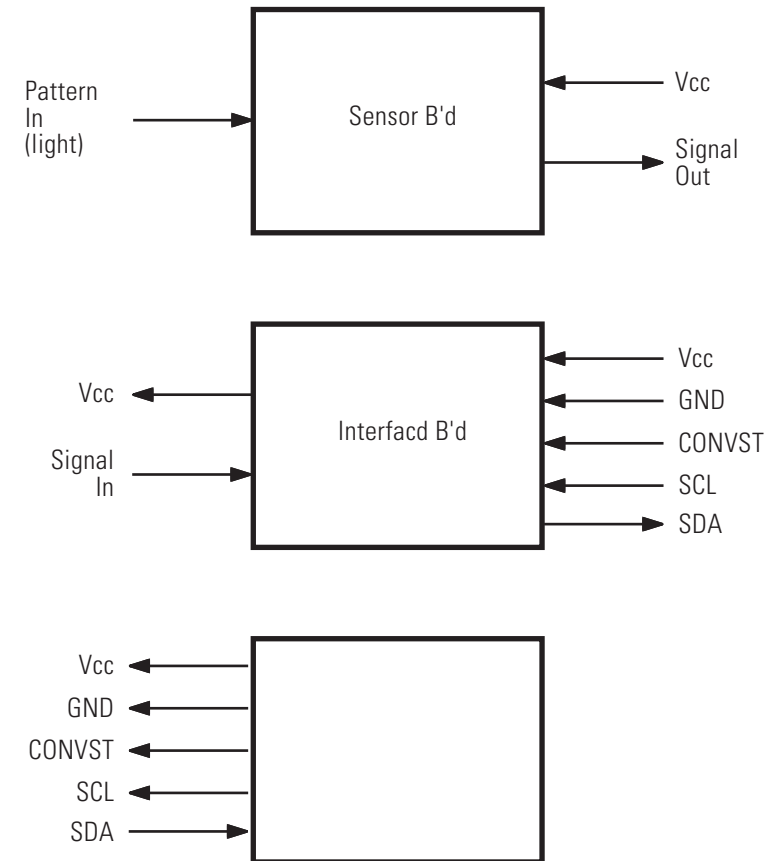 Pattern
In
(light)
Sensor B'd
Vcc
Signal
Out
Vcc
Signal
In
Interfacd B'd
Vcc
GND
CONVST
SCL
SDA
Vcc
GND
CONVST
SCL
SDA